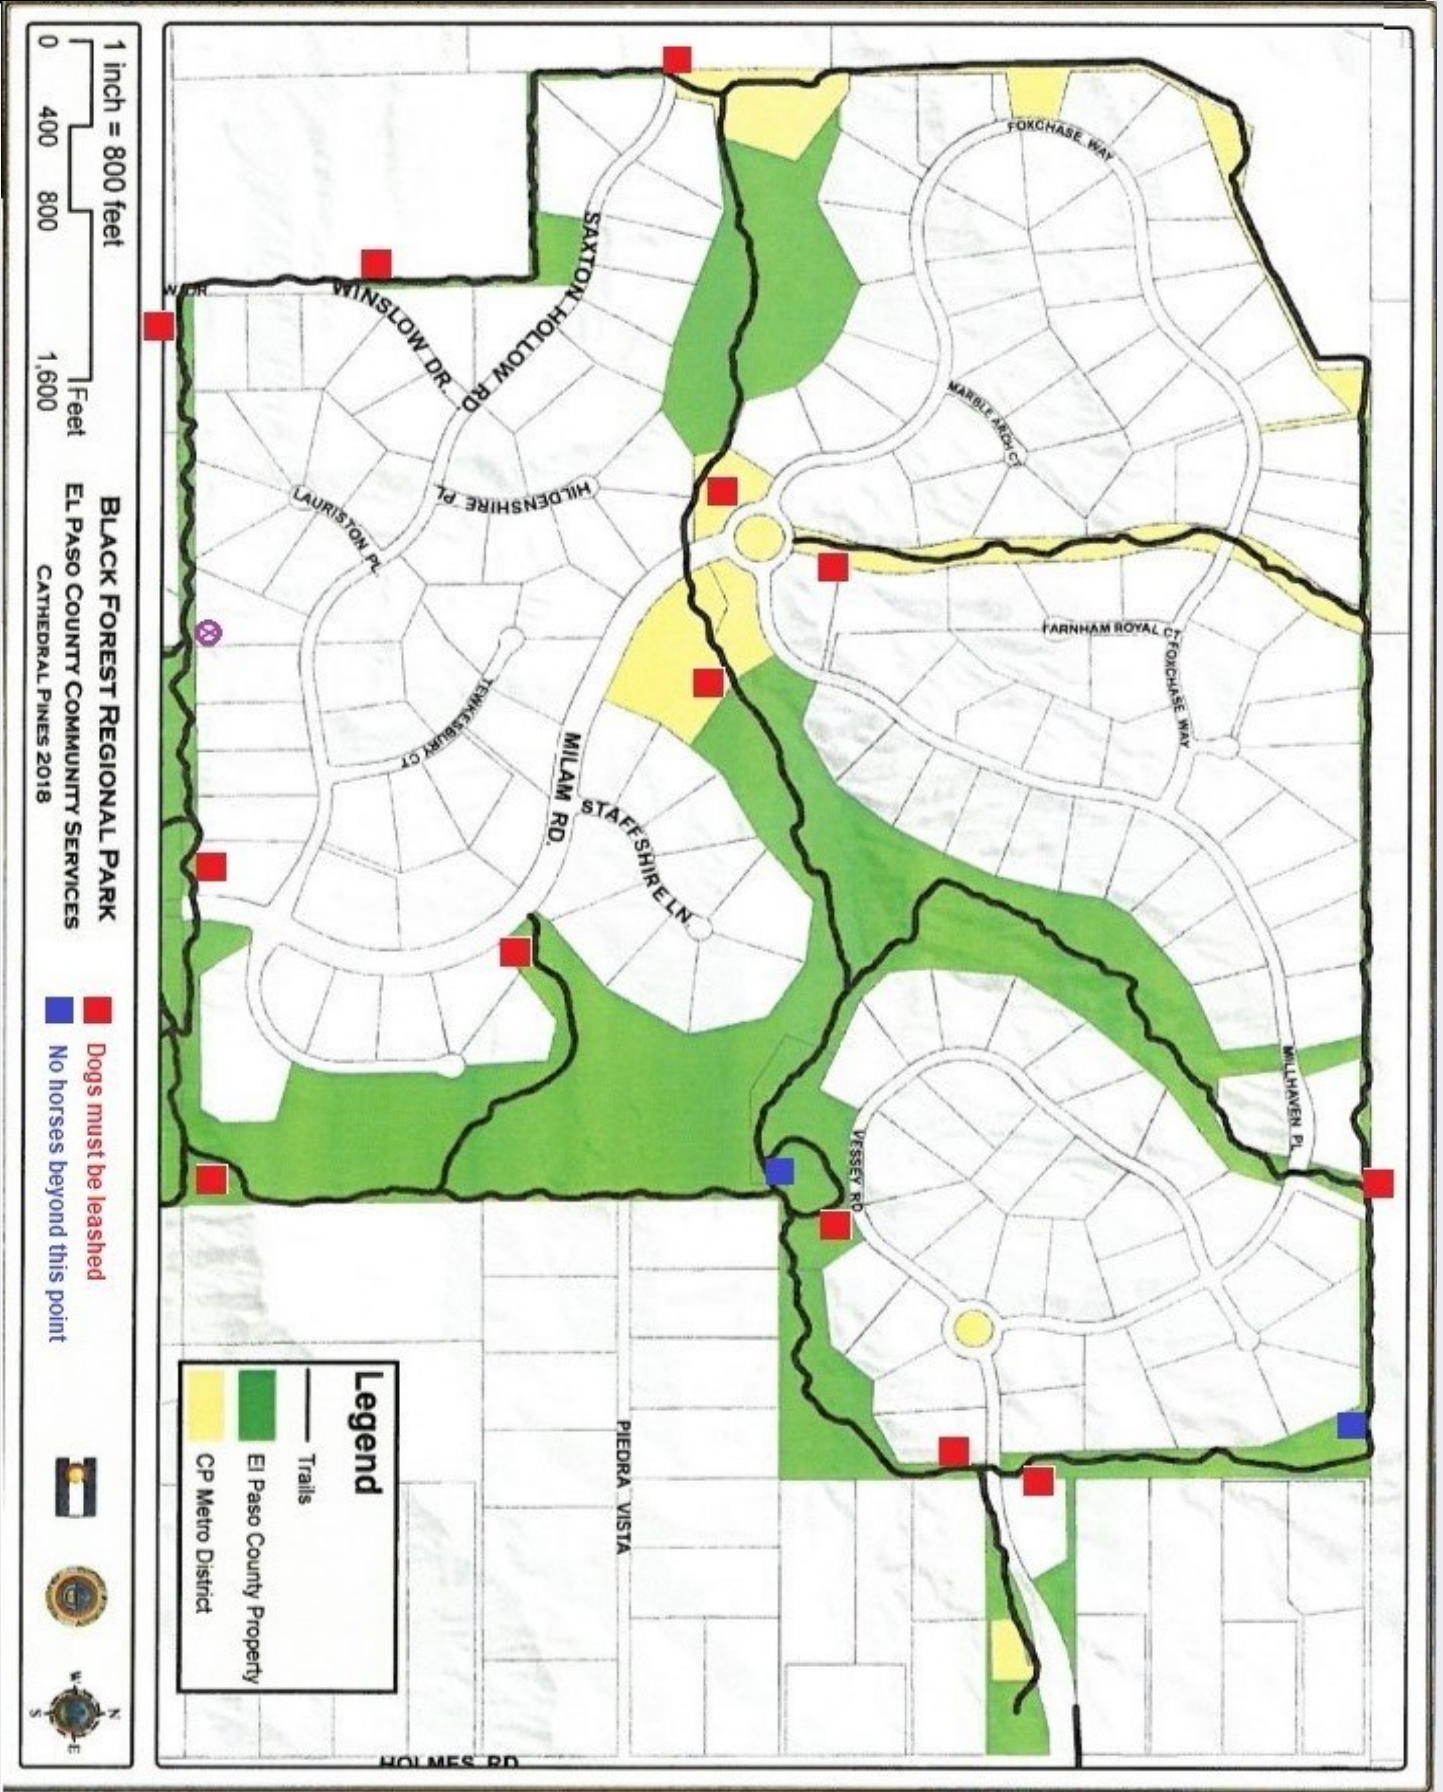 BLACK FOREST REGIONAL PARK
EL PASO COUNTY COMMUNITY SERVICES
CATHEDRAL PINES 2018
1 inch = 800 feet
0 400 800 1,600
Feet
Dogs must be leashed
No horses beyond this point
N
W
E
S
Legend
Trails
El Paso County Property
CP Metro District
FOXCHASE WAY
MARBLE ARCH CT
FARNHAM ROYAL CT
FOXCHASE WAY
MILLHAVEN PL
VESSEY RD
SAXTON HOLLOW RD
WINSLOW DR.
HILDENSHIRE PL
LAURISTON PL
TEWKESBURY CT
MILAM RD.
STAFFSHIRE LN
PIEDRA VISTA
HOLMES RD